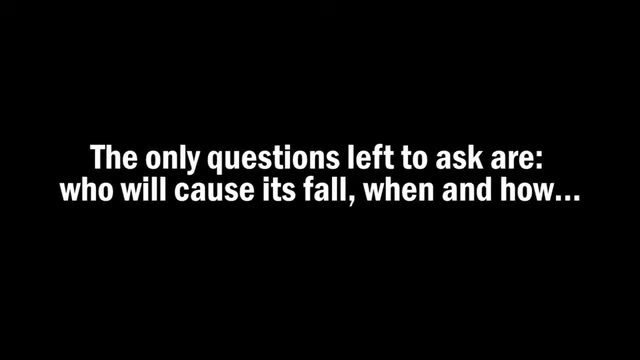 The only questions left to ask are:
who will cause its fall, when and how...